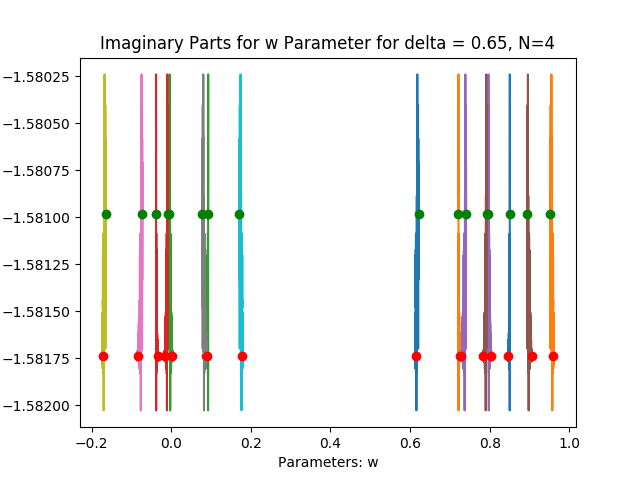 Imaginary Parts for w Parameter for delta = 0.65, N=4
−1.58025
−1.58050
−1.58075
−1.58100
−1.58125
−1.58150
−1.58175
−1.58200
−0.2 0.0 0.2 0.4 0.6 0.8 1.0
Parameters: w